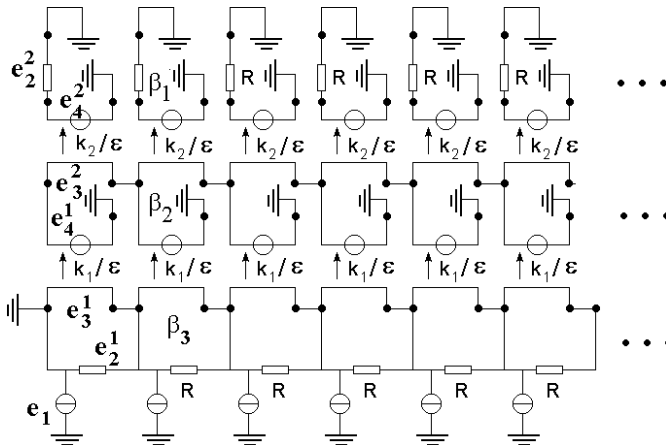 e₂² β₁ R R R R
e₄²
k₂/ε k₂/ε k₂/ε k₂/ε k₂/ε k₂/ε
e₃²
e₄¹ β₂
k₁/ε k₁/ε k₁/ε k₁/ε k₁/ε k₁/ε
e₃¹ β₃
e₂¹
e₁ R R R R R